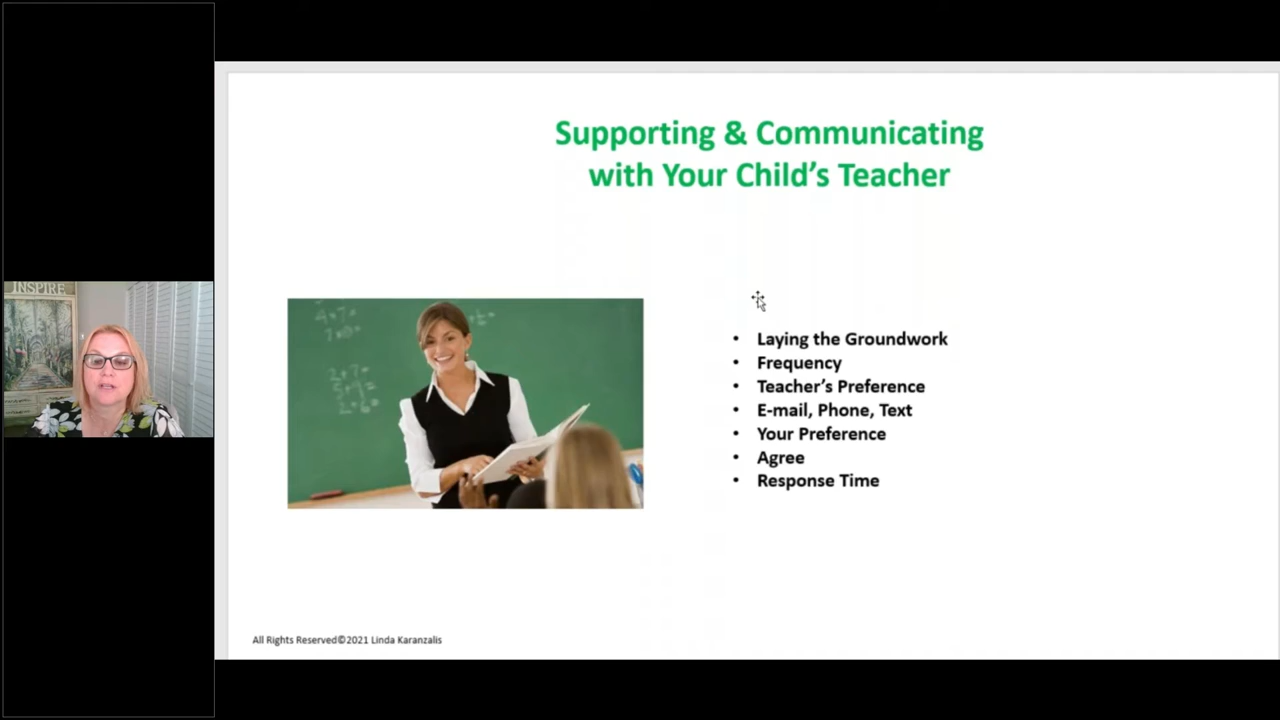 INSPIRE
Supporting & Communicating
with Your Child's Teacher
• Laying the Groundwork
• Frequency
• Teacher's Preference
• E-mail, Phone, Text
• Your Preference
• Agree
• Response Time
All Rights Reserved©2021 Linda Karanzalis